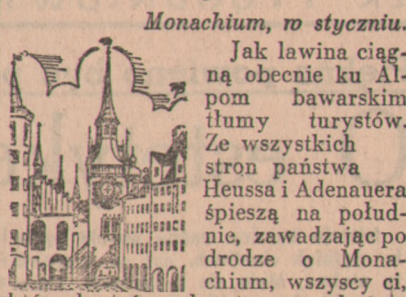 Monachium, w styczniu.
Jak lawina ciąg-
ną obecnie ku Al-
pom bawarskim
tłumy turystów.
Ze wszystkich
stron państwa
Heussa i Adenauera
śpieszą na połud-
nie, zawadzając po
drodze o Mona-
chium, wszyscy ci,